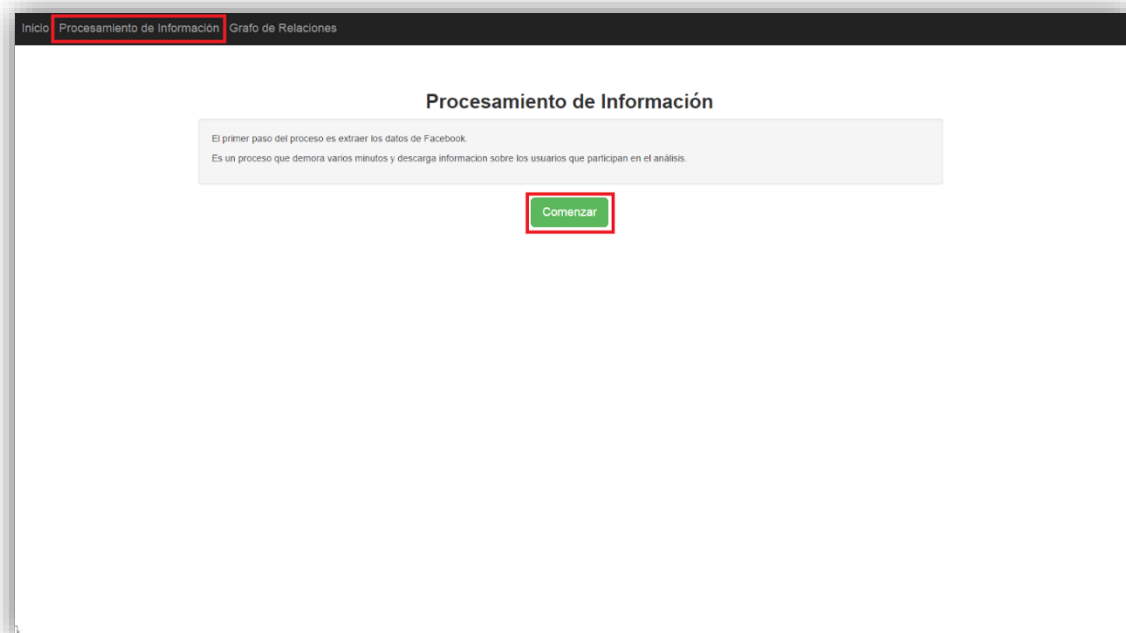 Inicio Procesamiento de Información Grafo de Relaciones
Procesamiento de Información
El primer paso del proceso es extraer los datos de Facebook.
Es un proceso que demora varios minutos y descarga informacion sobre los usuarios que participan en el análisis.
Comenzar